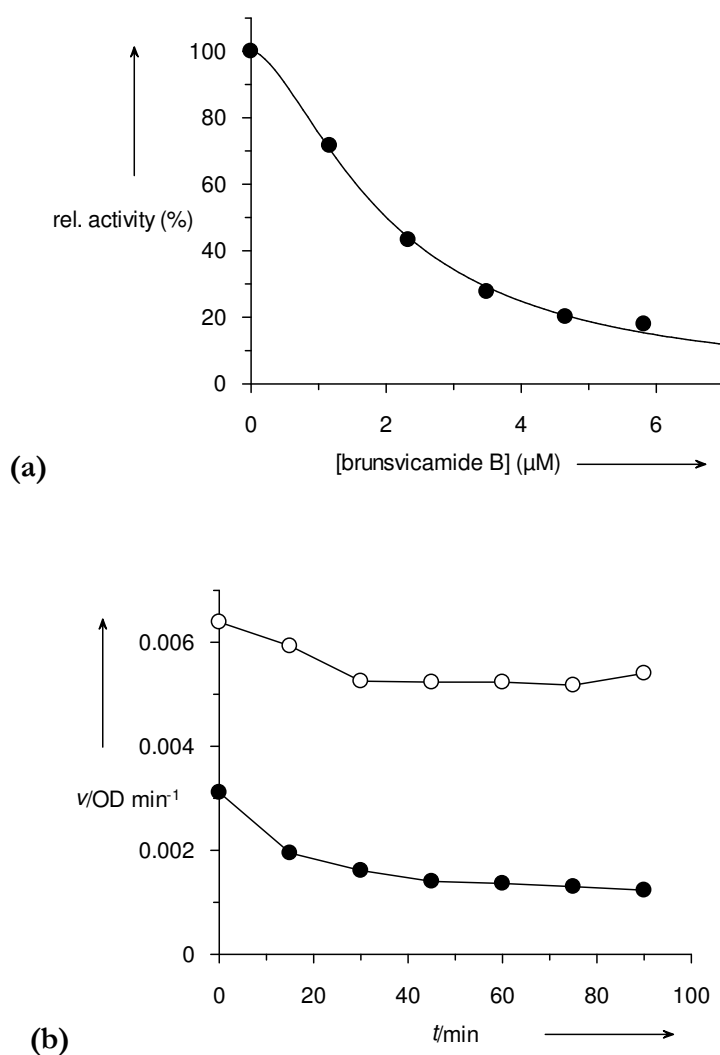 100
80
60
rel. activity (%)
40
20
0
0 2 4 6
(a)
[brunsvicamide B] (µM)
0.006
0.004
v/OD min-1
0.002
0
0 20 40 60 80 100
(b)
t/min